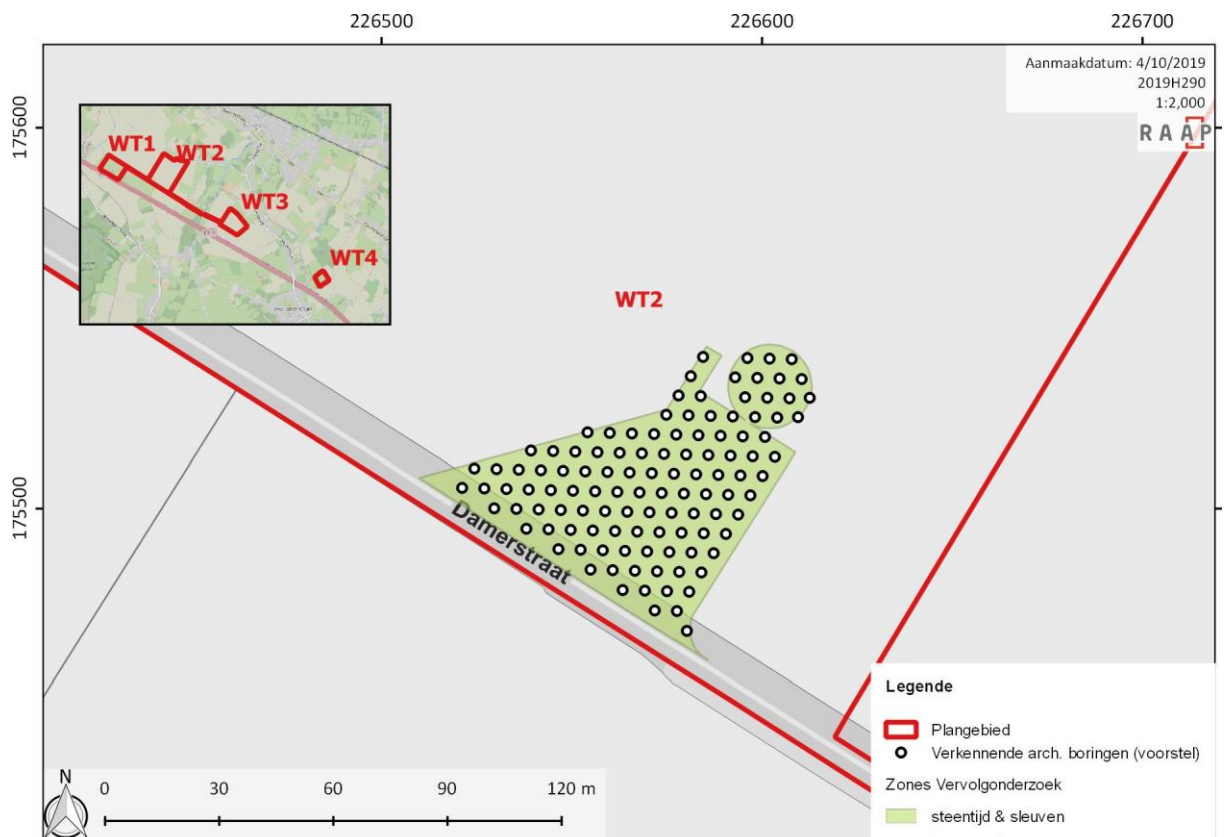 226500
226600
226700
Aanmaakdatum: 4/10/2019
2019H290
1:2,000
RAAP
175600
WT1
WT2
WT3
WT4
WT2
175500
Damerstraat
Legende
Plangebied
Verkennende arch. boringen (voorstel)
Zones Vervolgonderzoek
steentijd & sleuven
N
0 30 60 90 120 m